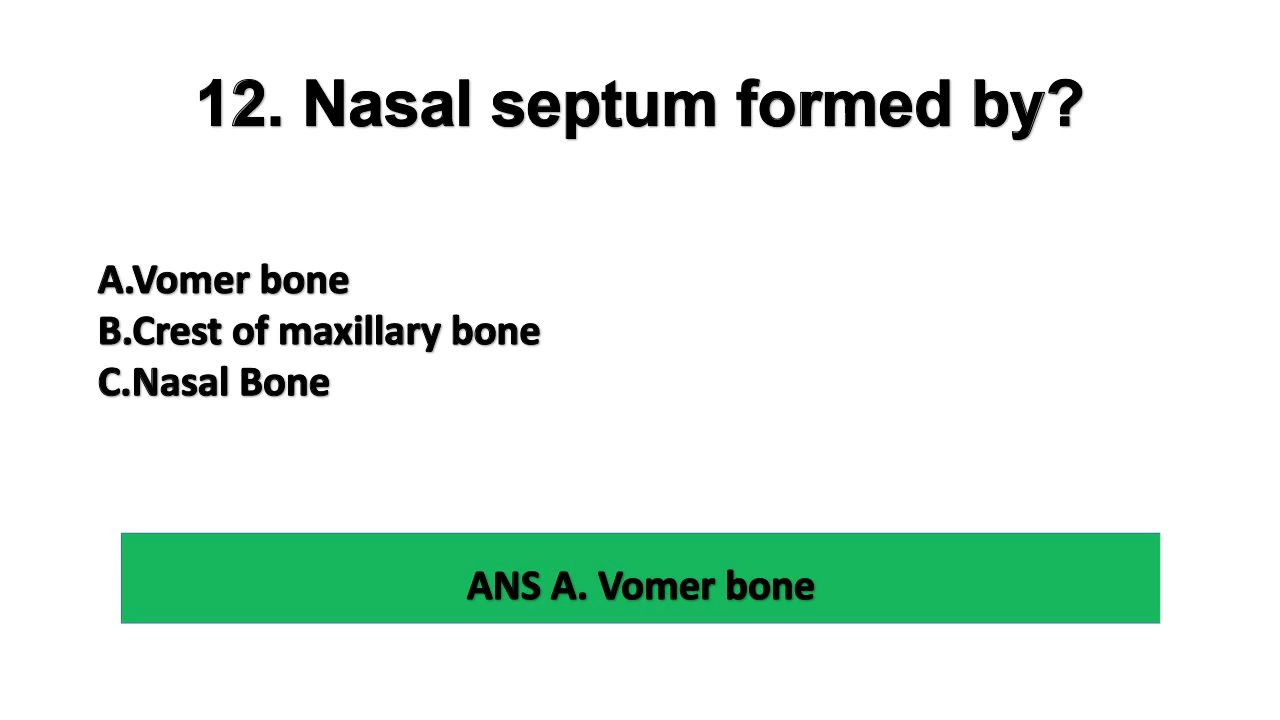 12. Nasal septum formed by?
A.Vomer bone
B.Crest of maxillary bone
C.Nasal Bone
ANS A. Vomer bone